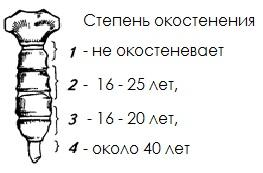 Степень окостенения
1 - не окостеневает
2 - 16 - 25 лет,
3 - 16 - 20 лет,
4 - около 40 лет